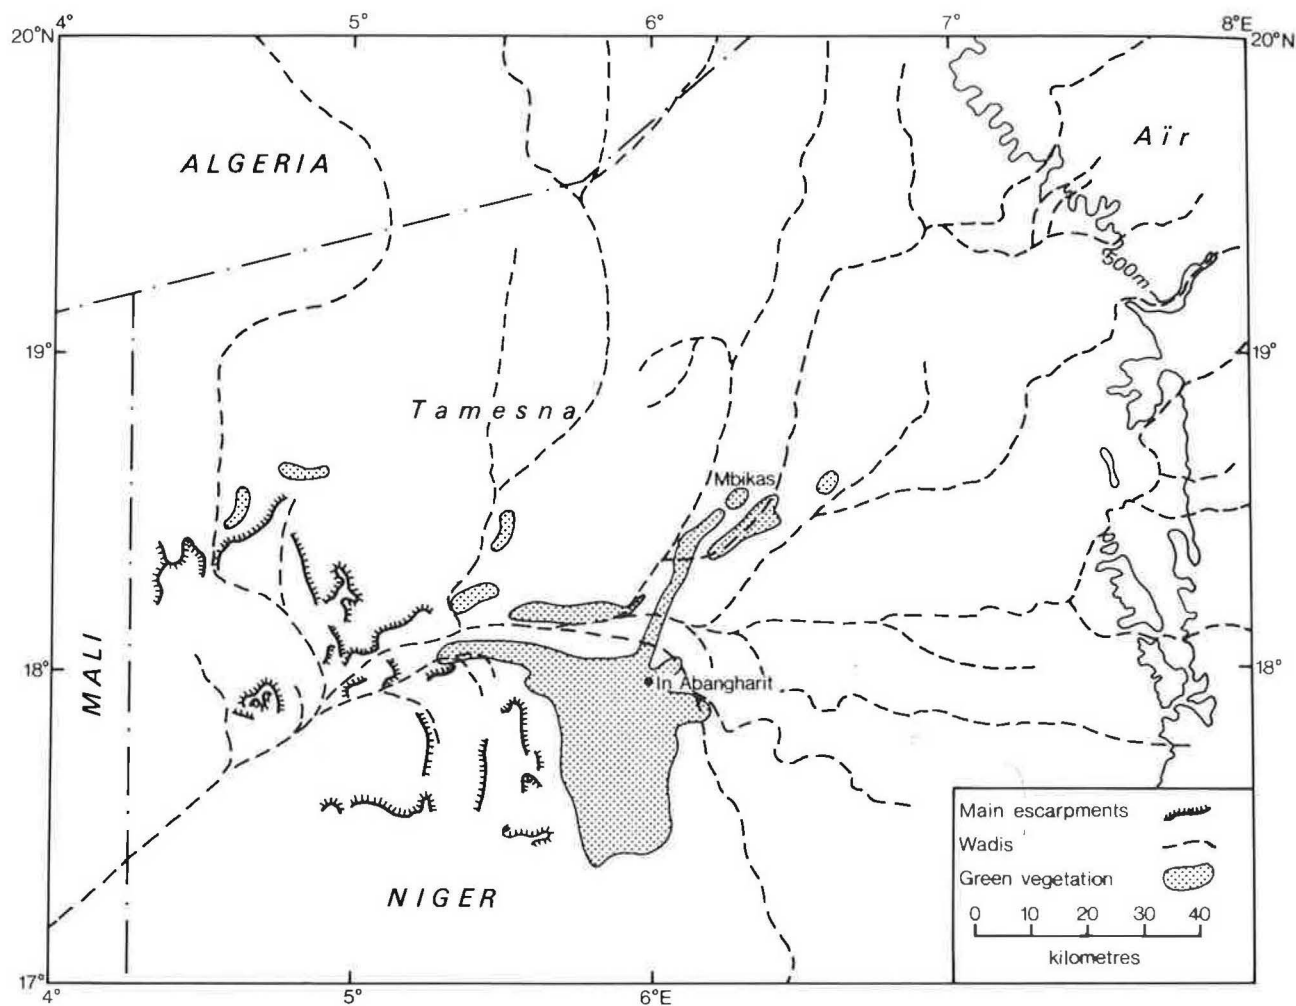 4° 5° 6° 7° 8°E
20°N 20°N
ALGERIA
Aïr
500m
19° 19°
Tamesna
Mbikas
MALI
18° 18°
In Abangharit
NIGER
Main escarpments
Wadis
Green vegetation
0 10 20 30 40
kilometres
17°
4° 5° 6°E